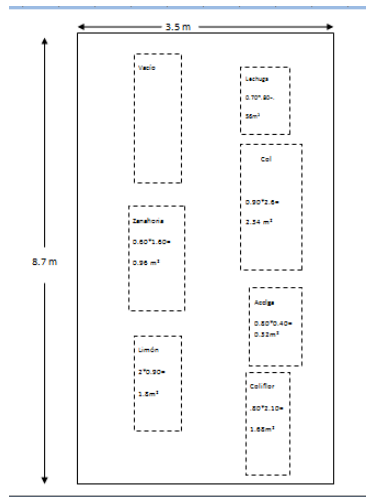 3.5 m
Vacío
Lechuga
0.70*.80=.
56m²
Col
0.90*2.6=
2.34 m²
Zanahoria
0.60*1.60=
0.96 m²
8.7 m
Acelga
0.80*0.40=
0.32m²
Limón
2*0.90=
1.8m²
Coliflor
.80*2.10=
1.68m²